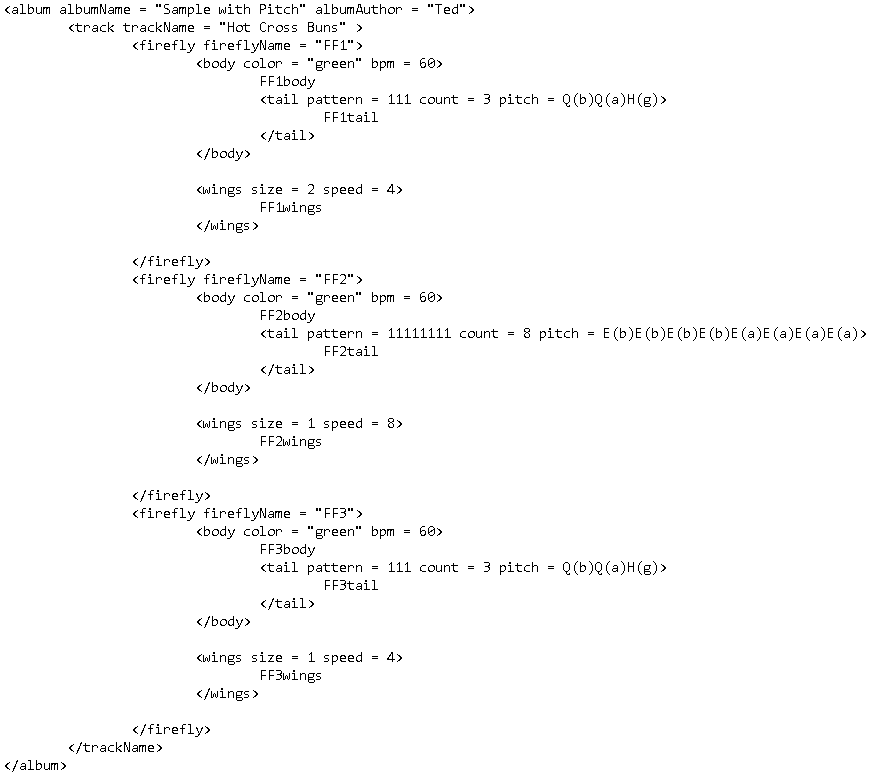 <album albumName = "Sample with Pitch" albumAuthor = "Ted">
<track trackName = "Hot Cross Buns" >
<firefly fireflyName = "FF1">
<body color = "green" bpm = 60>
FF1body
<tail pattern = 111 count = 3 pitch = Q(b)Q(a)H(g)>
FF1tail
</tail>
</body>
<wings size = 2 speed = 4>
FF1wings
</wings>
</firefly>
<firefly fireflyName = "FF2">
<body color = "green" bpm = 60>
FF2body
<tail pattern = 11111111 count = 8 pitch = E(b)E(b)E(b)E(b)E(a)E(a)E(a)E(a)>
FF2tail
</tail>
</body>
<wings size = 1 speed = 8>
FF2wings
</wings>
</firefly>
<firefly fireflyName = "FF3">
<body color = "green" bpm = 60>
FF3body
<tail pattern = 111 count = 3 pitch = Q(b)Q(a)H(g)>
FF3tail
</tail>
</body>
<wings size = 1 speed = 4>
FF3wings
</wings>
</firefly>
</trackName>
</album>